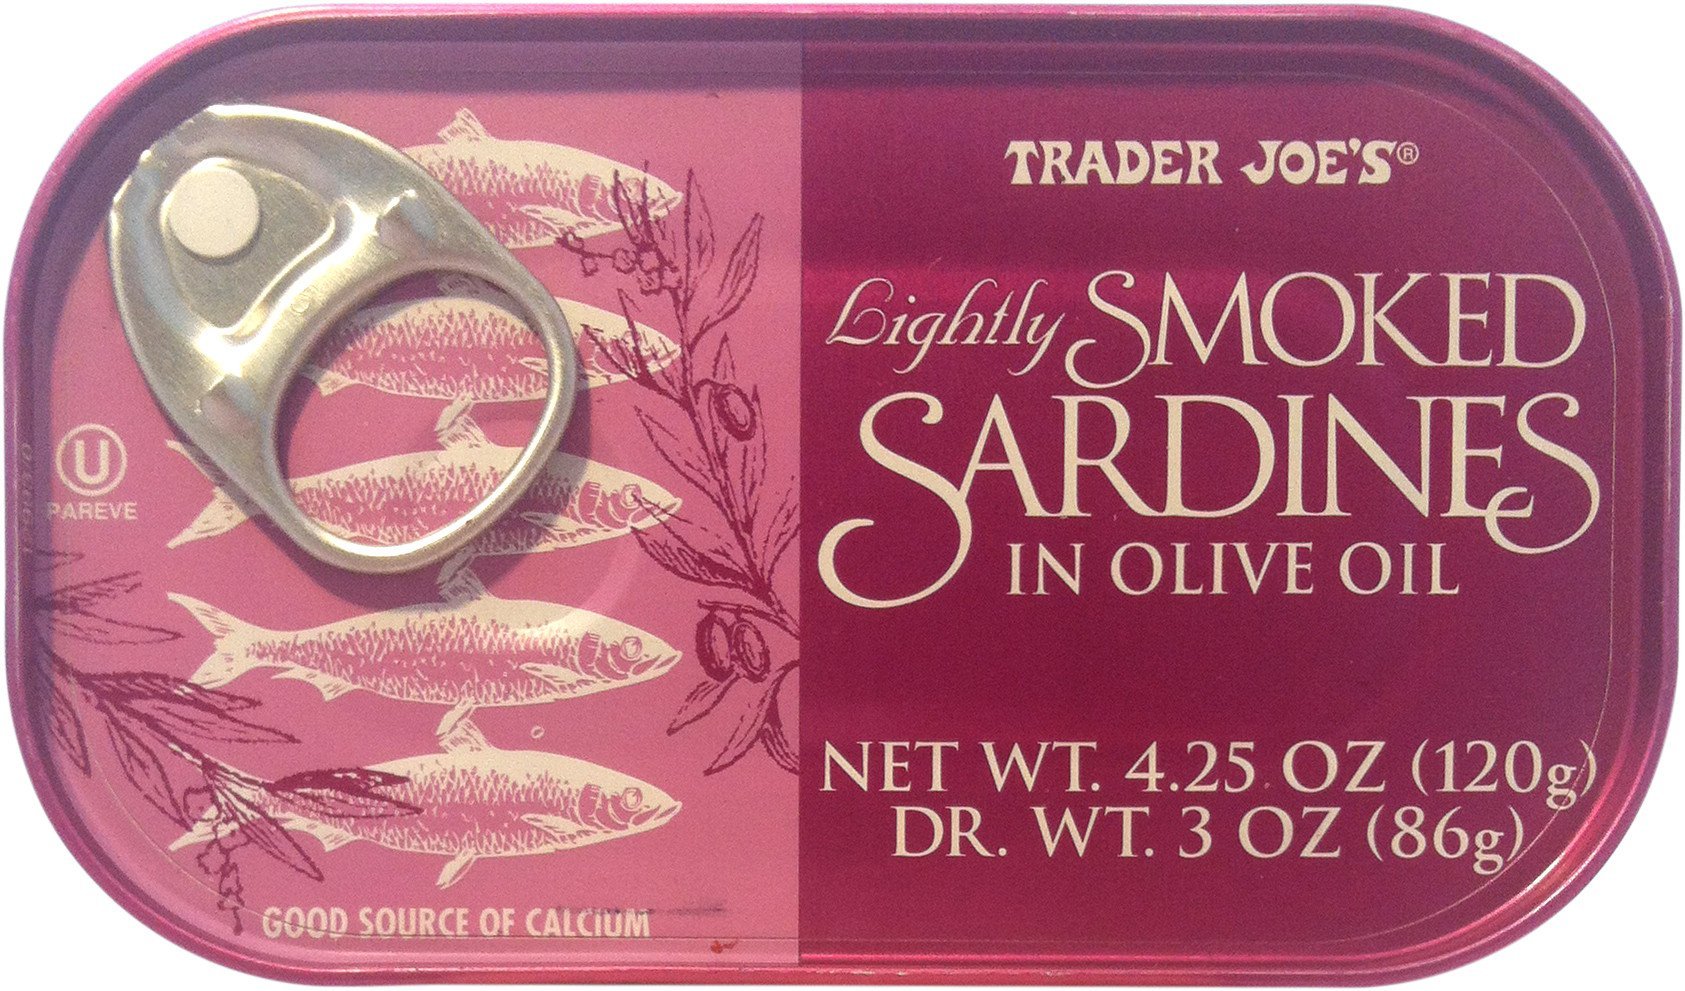 TRADER JOE'S®
Lightly SMOKED
SARDINES
IN OLIVE OIL
NET WT. 4.25 OZ (120g)
DR. WT. 3 OZ (86g)
U
PAREVE
GOOD SOURCE OF CALCIUM